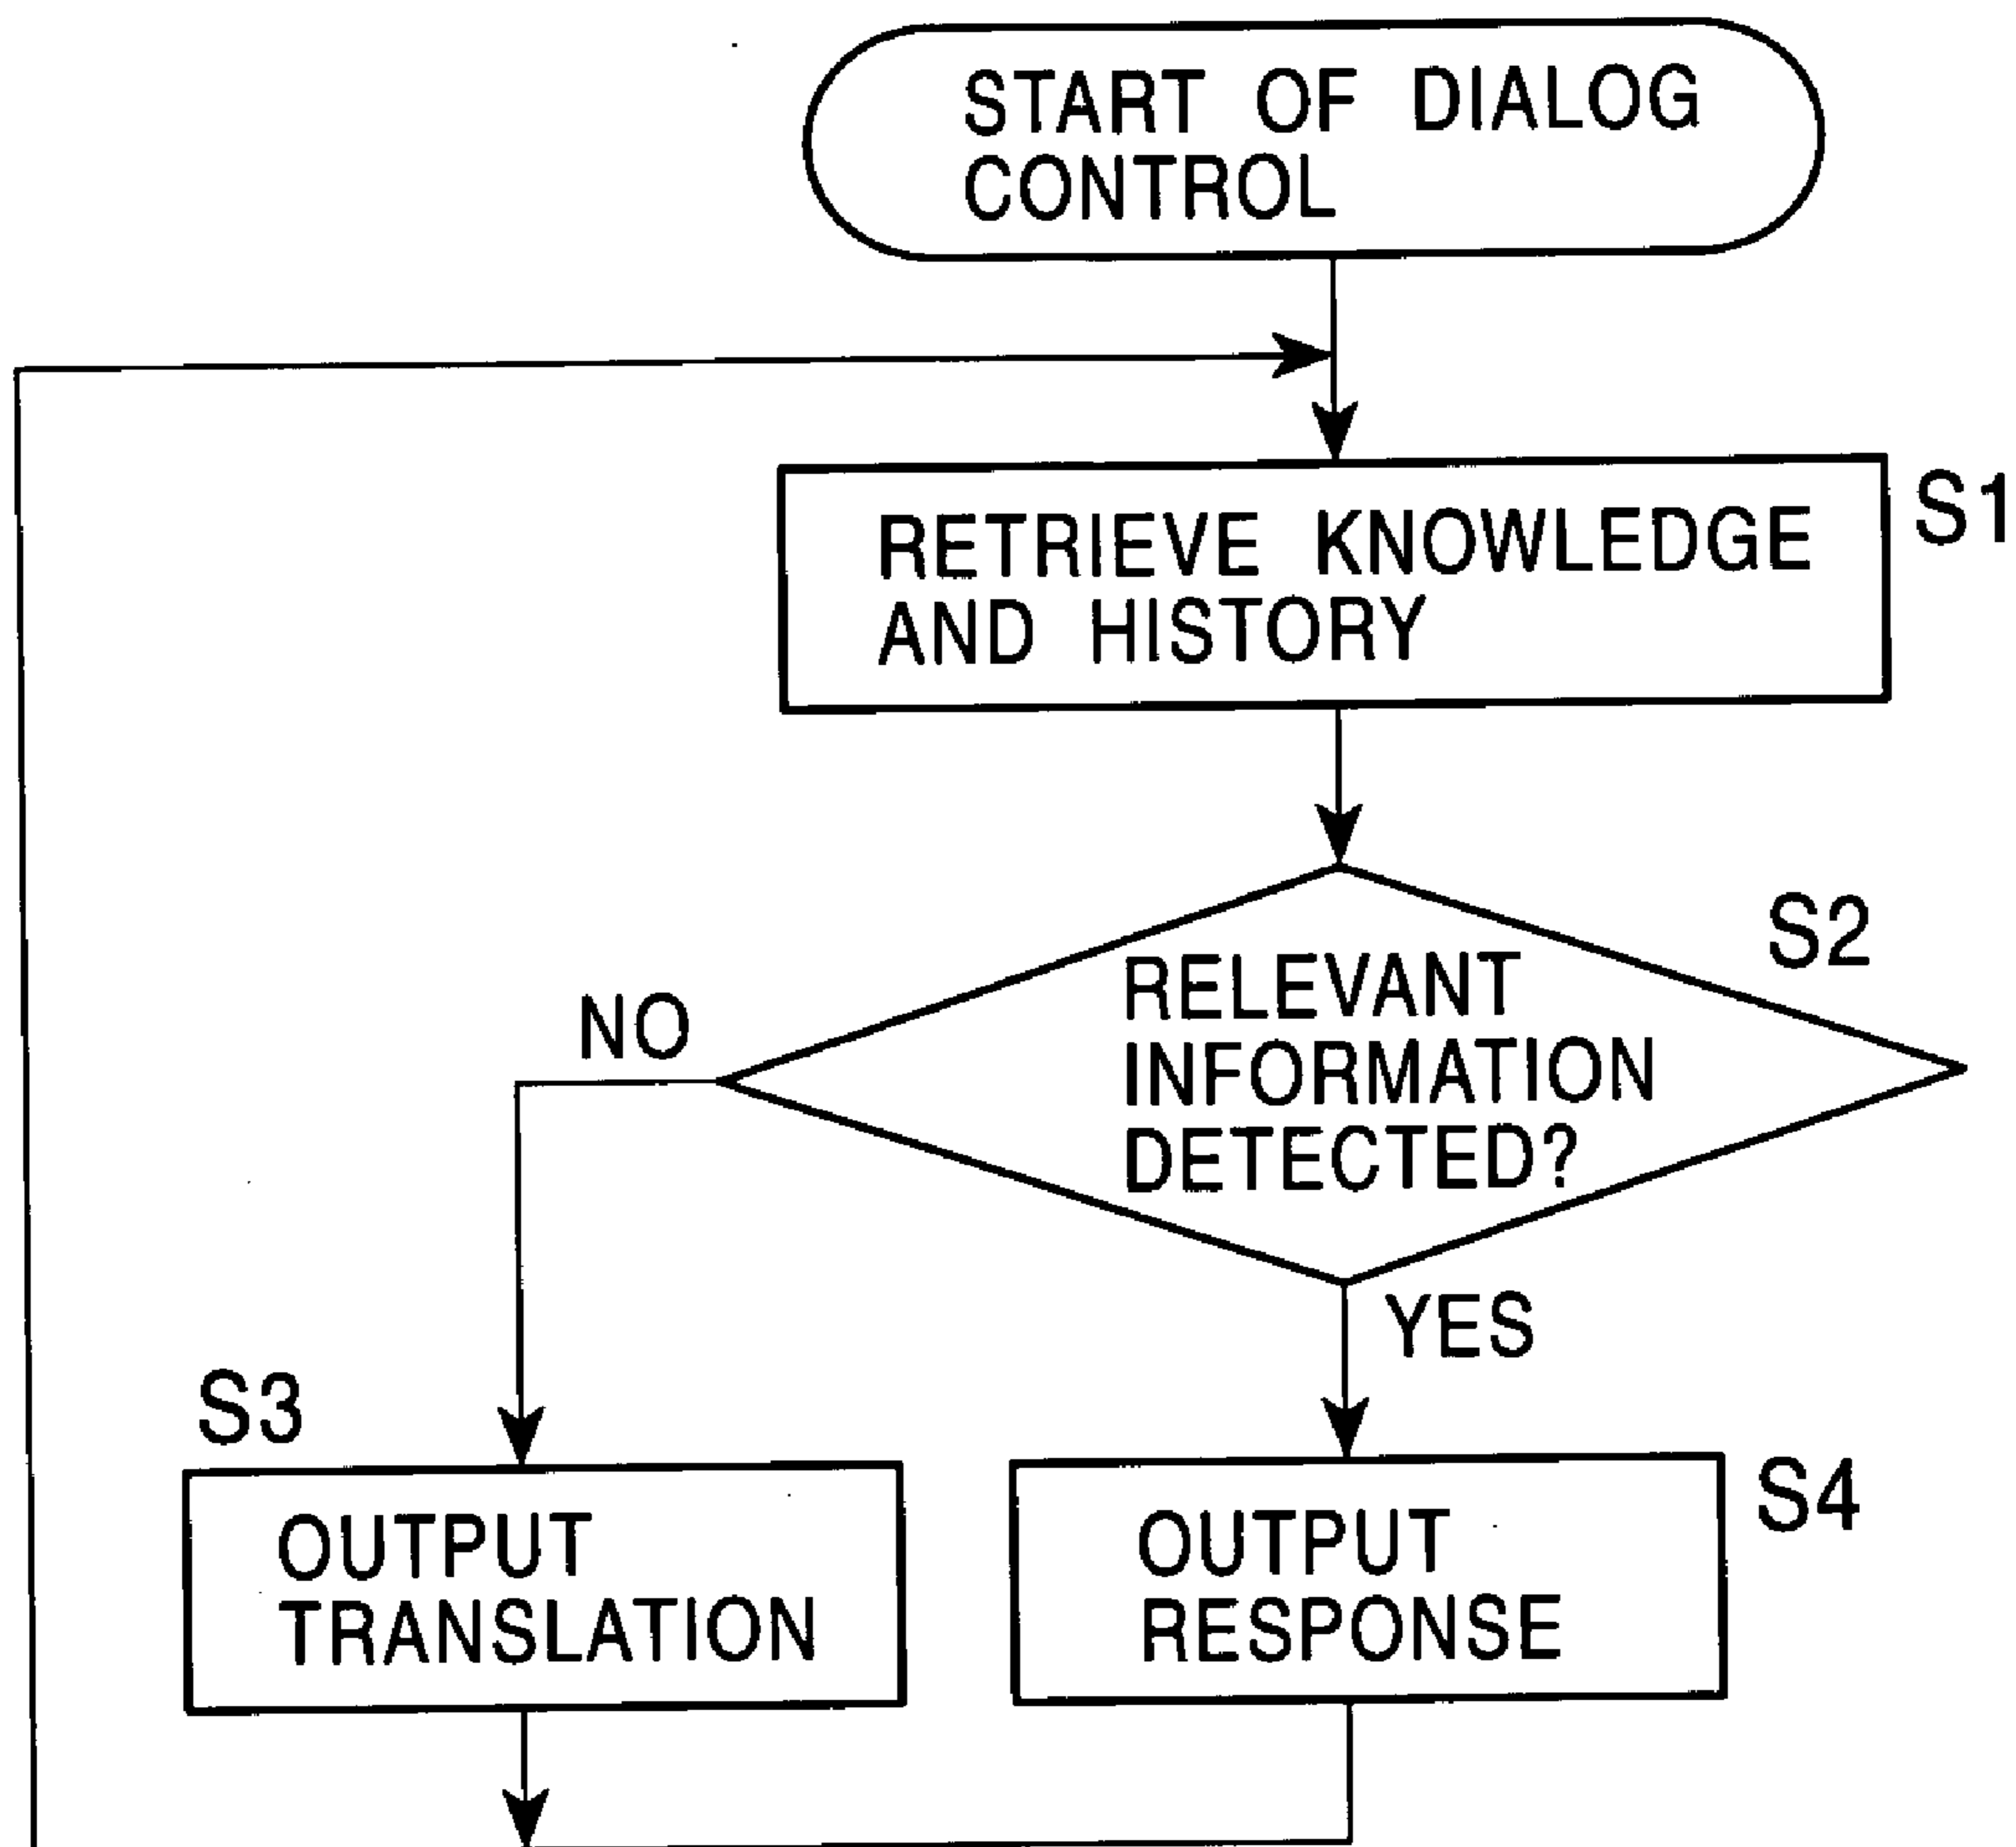 START OF DIALOG
CONTROL
RETRIEVE KNOWLEDGE
AND HISTORY
S1
S2
RELEVANT
INFORMATION
DETECTED?
NO
YES
S3
OUTPUT
TRANSLATION
OUTPUT
RESPONSE
S4